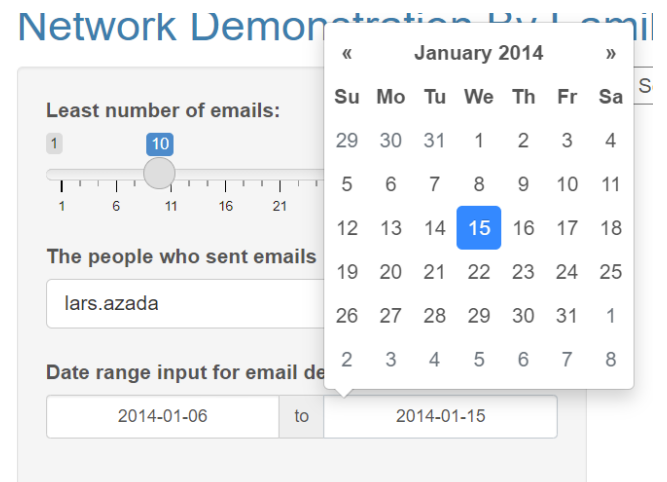 Network Demonstration By Famil
Least number of emails:
1
10
1 6 11 16 21
The people who sent emails
lars.azada
Date range input for email de
2014-01-06 to 2014-01-15
« January 2014 »
Su Mo Tu We Th Fr Sa
29 30 31 1 2 3 4
5 6 7 8 9 10 11
12 13 14 15 16 17 18
19 20 21 22 23 24 25
26 27 28 29 30 31 1
2 3 4 5 6 7 8